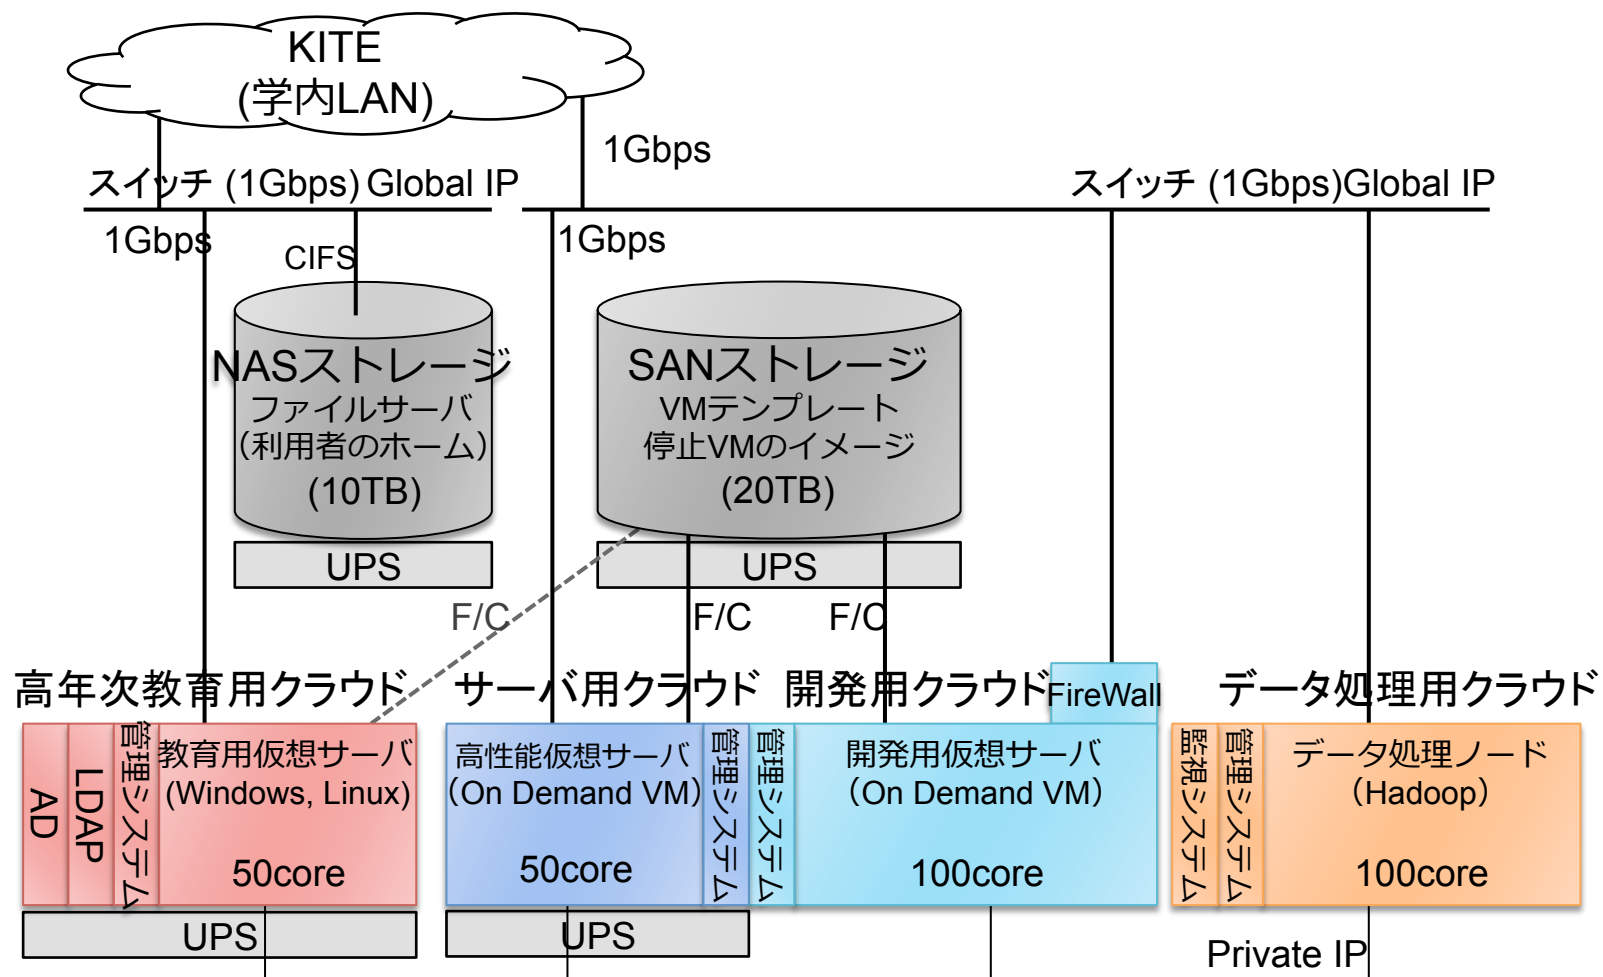 KITE
(学内LAN)
1Gbps
スイッチ (1Gbps) Global IP
スイッチ (1Gbps)Global IP
1Gbps
CIFS
1Gbps
NASストレージ
ファイルサーバ
(利用者のホーム)
(10TB)
SANストレージ
VMテンプレート
停止VMのイメージ
(20TB)
UPS
UPS
F/C
F/C
F/C
高年次教育用クラウド
サーバ用クラウド
開発用クラウド
FireWall
データ処理用クラウド
AD
LDAP
管理システム
教育用仮想サーバ
(Windows, Linux)
50core
高性能仮想サーバ
(On Demand VM)
50core
管理システム
管理システム
開発用仮想サーバ
(On Demand VM)
100core
監視システム
管理システム
データ処理ノード
(Hadoop)
100core
UPS
UPS
Private IP